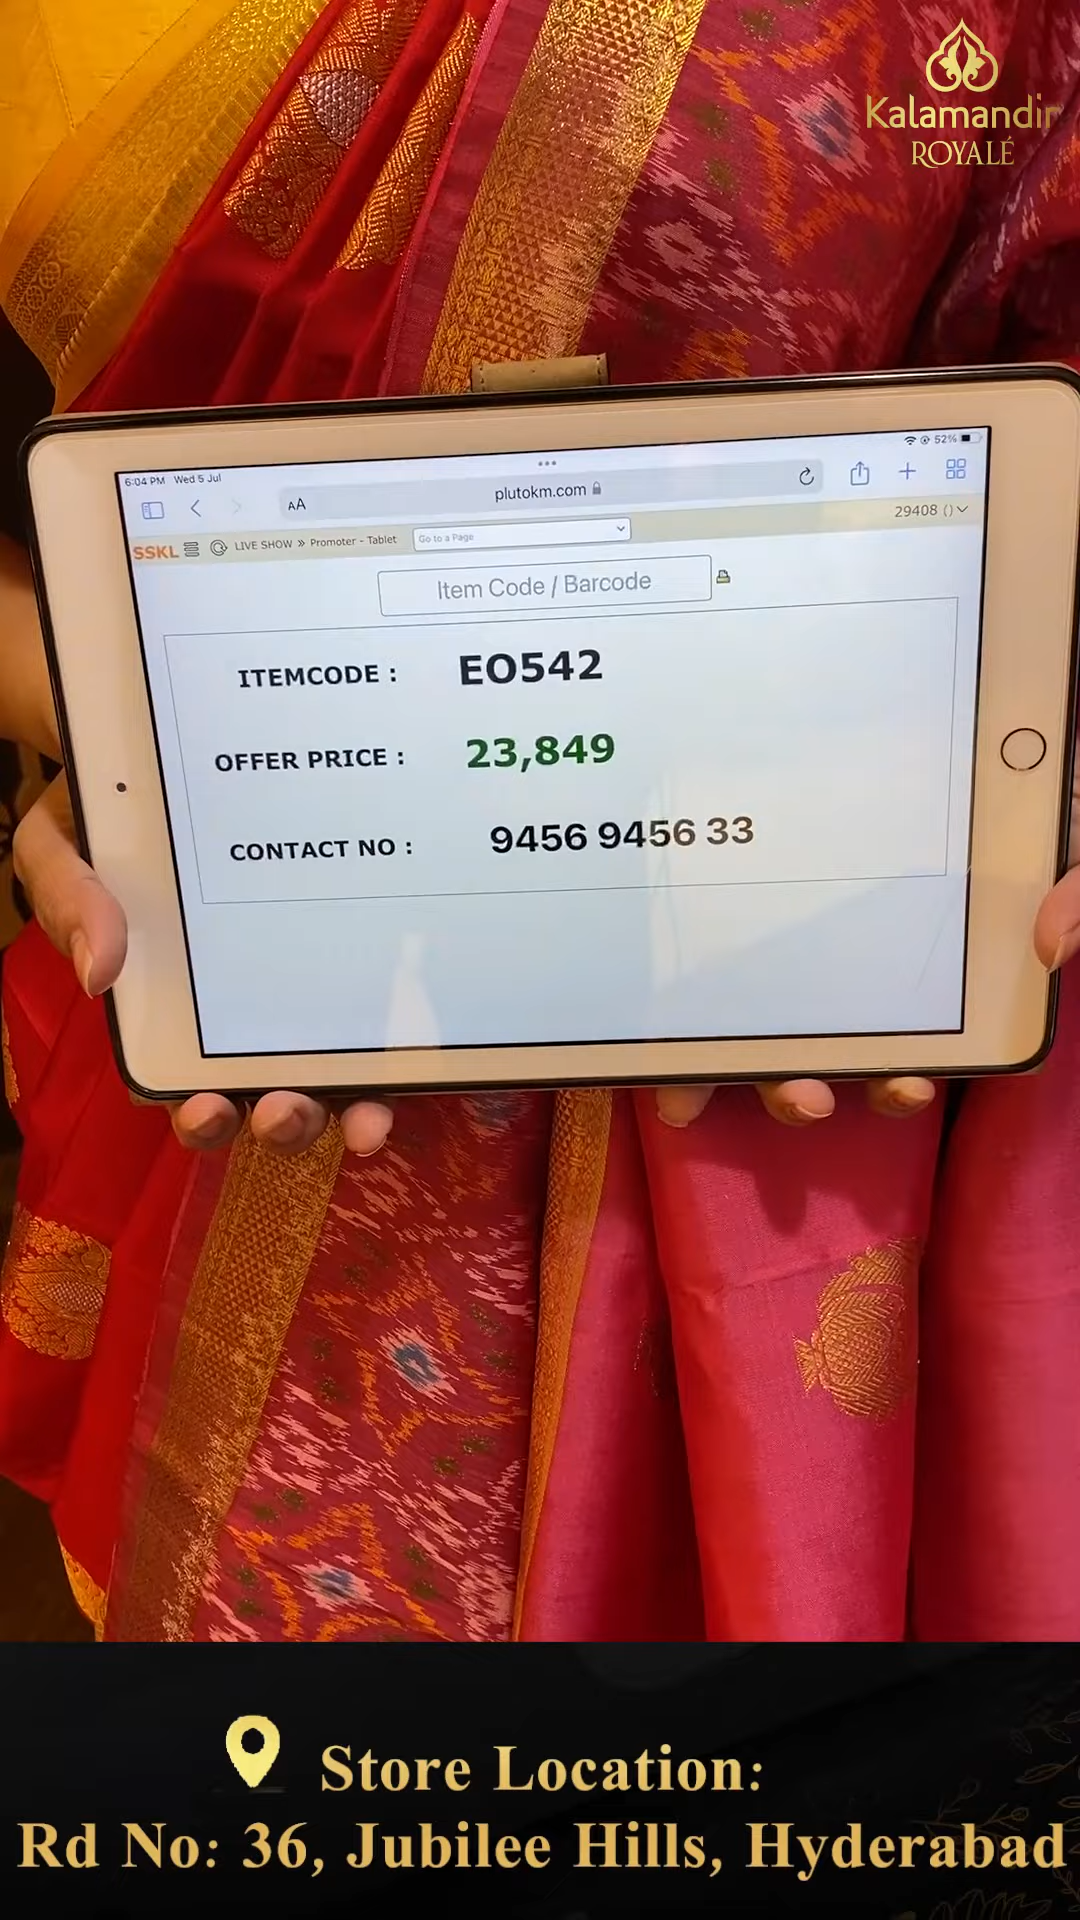 Kalamandir
ROYALÉ
6:04 PM Wed 5 Jul
52%
AA
plutokm.com
29408 ()
SSKL
LIVE SHOW » Promoter - Tablet
Go to a Page
Item Code / Barcode
ITEMCODE : EO542
OFFER PRICE : 23,849
CONTACT NO : 9456 9456 33
Store Location:
Rd No: 36, Jubilee Hills, Hyderabad